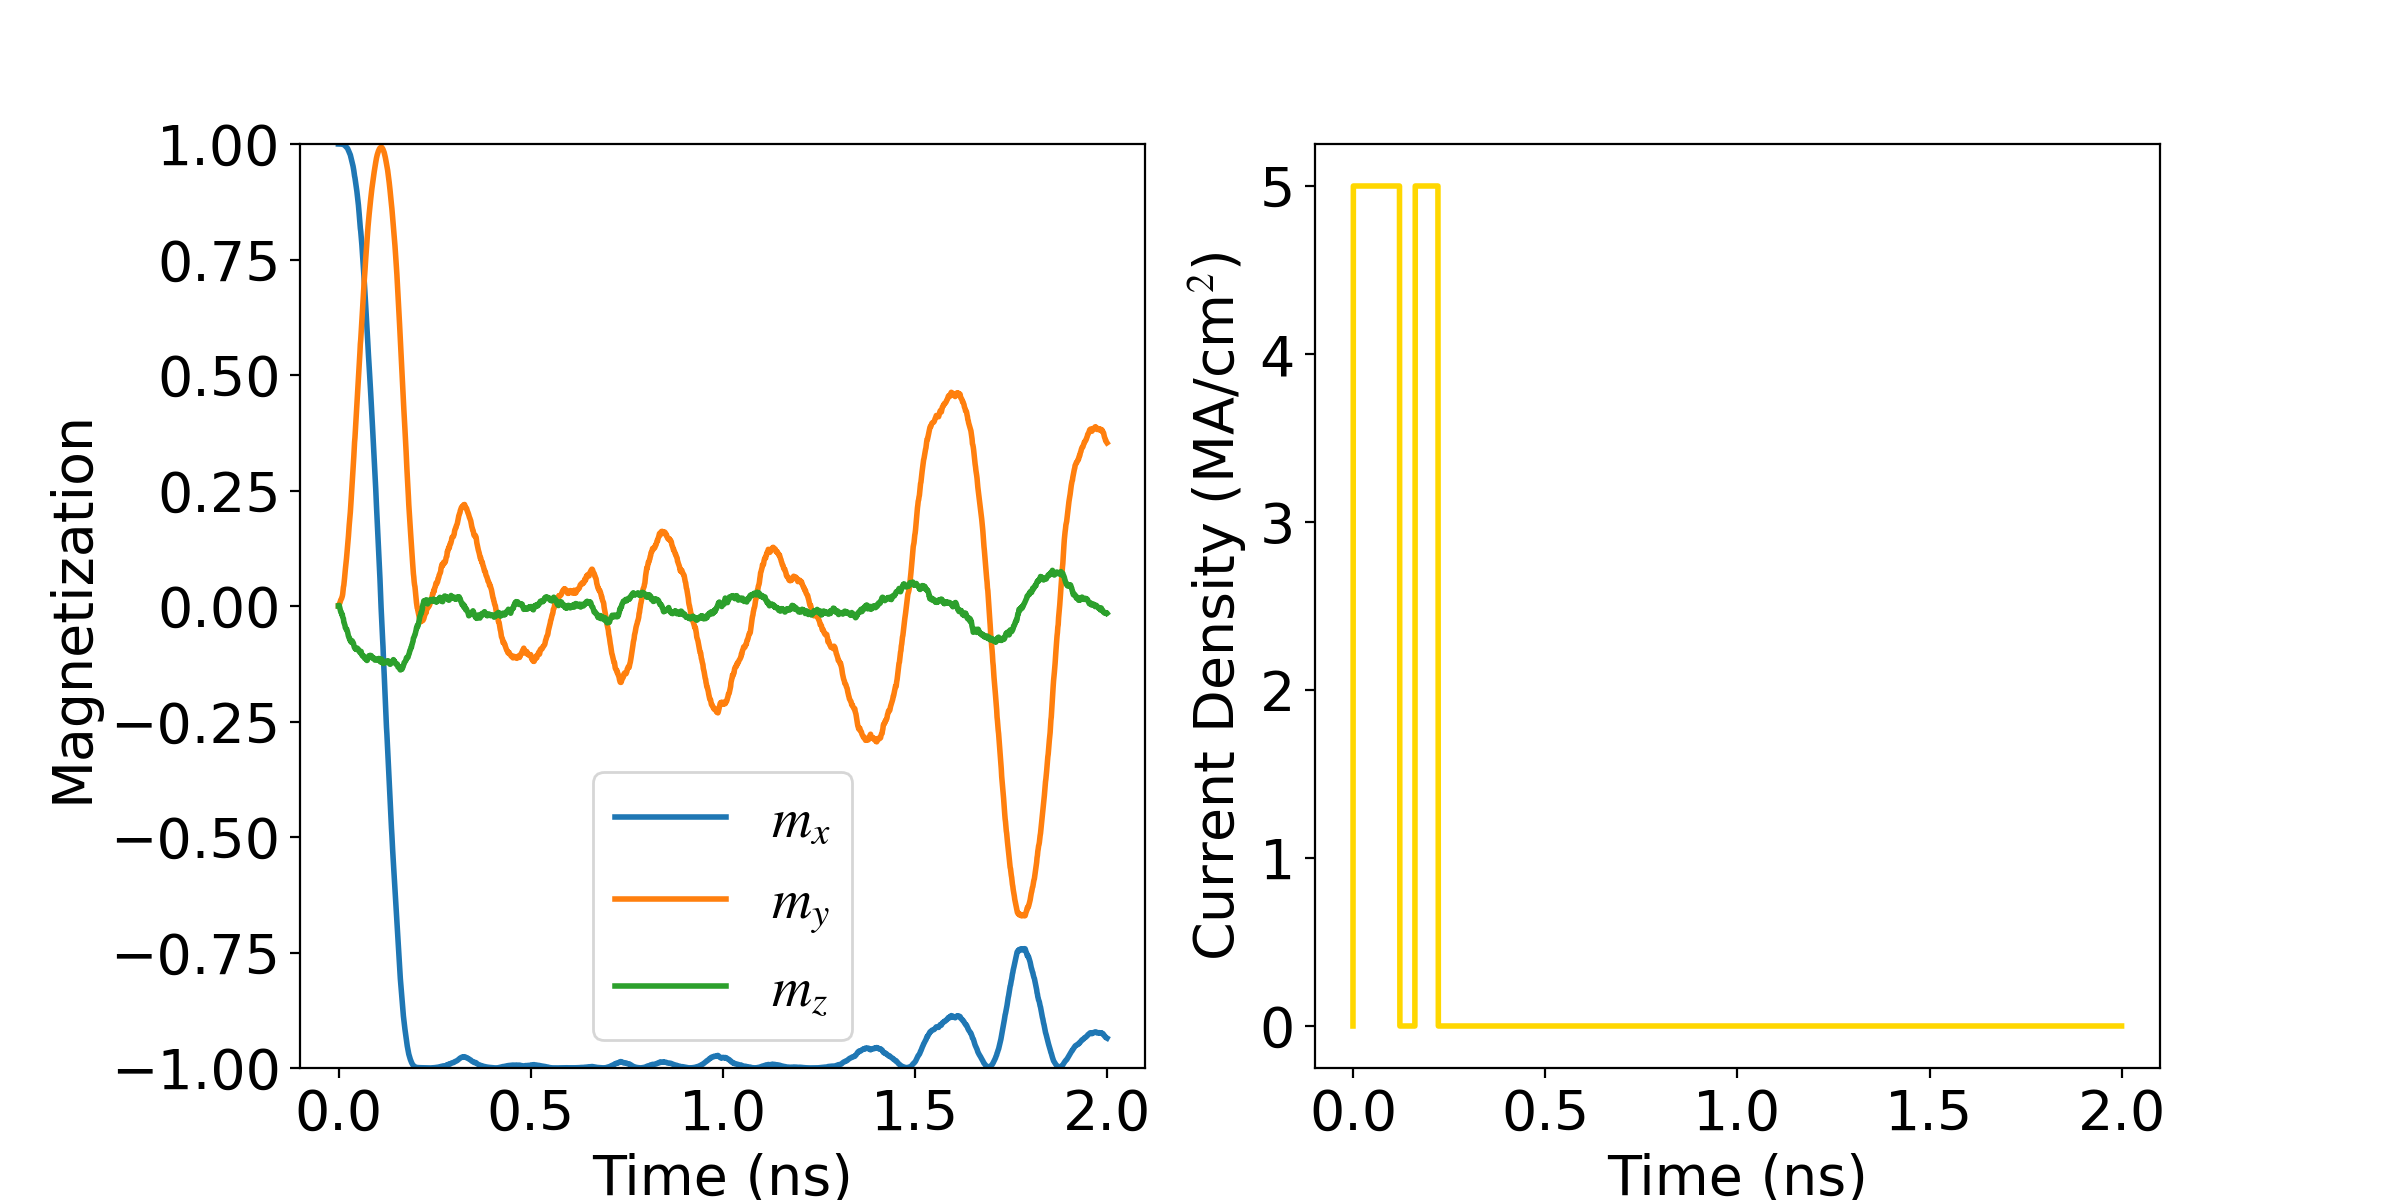 Magnetization
1.00
0.75
0.50
0.25
0.00
−0.25
−0.50
−0.75
−1.00
0.0 0.5 1.0 1.5 2.0
Time (ns)
mₓ
m_y
m_z
Current Density (MA/cm²)
5
4
3
2
1
0
0.0 0.5 1.0 1.5 2.0
Time (ns)